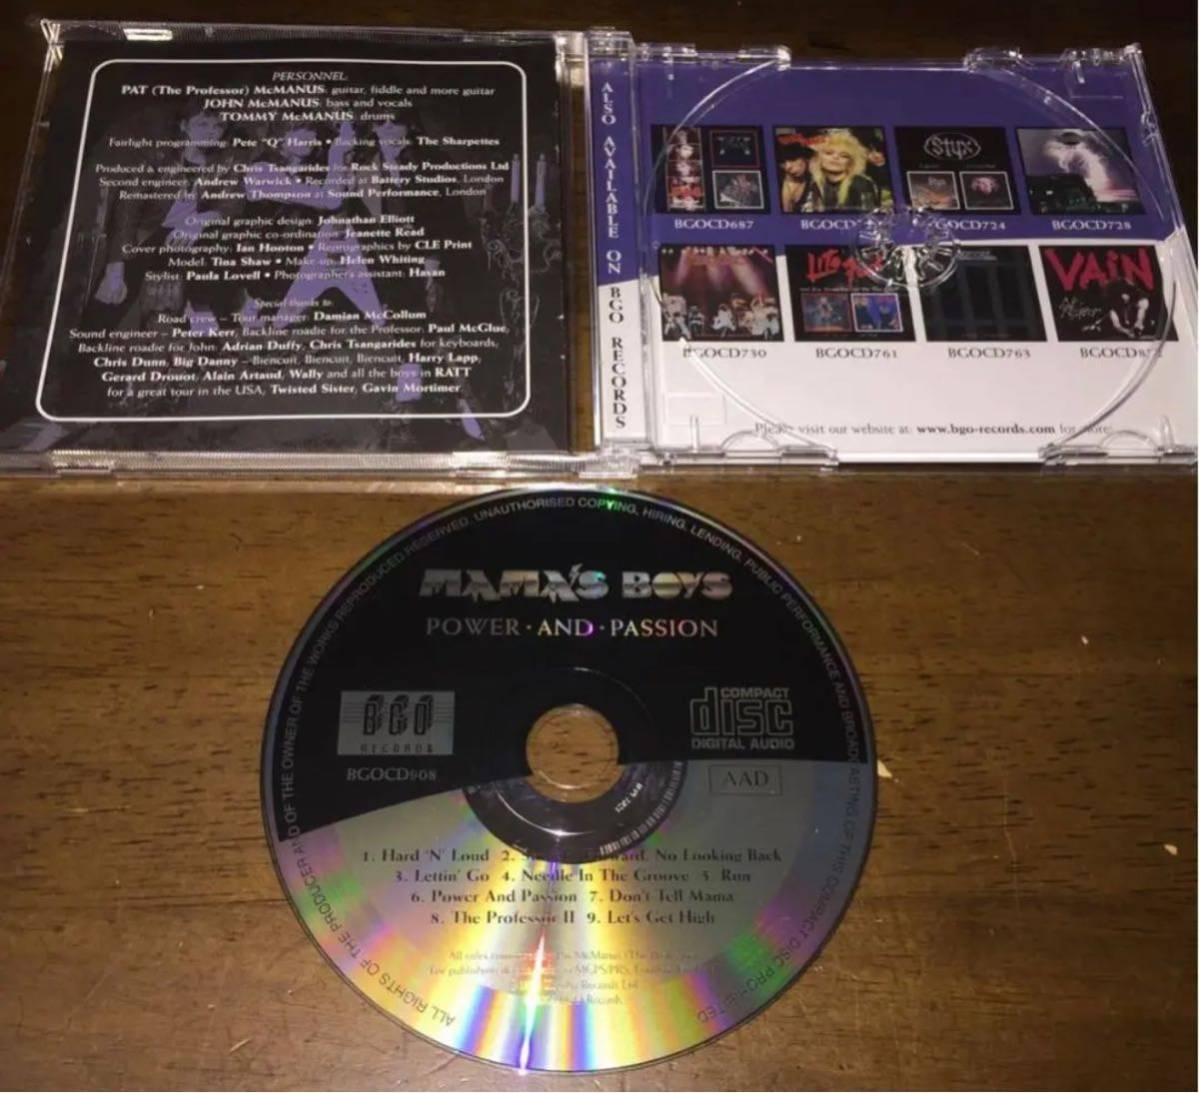 PERSONNEL:
PAT (The Professor) McMANUS: guitar, fiddle and more guitar
JOHN McMANUS: bass and vocals
TOMMY McMANUS: drums
Fairlight programming: Pete "Q" Harris • Backing vocals: The Sharpettes
Produced & engineered by Chris Tsangarides for Rock Steady Productions Ltd
Second engineer: Andrew Warwick • Recorded at Battery Studios, London
Remastered by Andrew Thompson at Sound Performance, London
Original graphic design: Johnathan Elliott
Original graphic co-ordination: Jeanette Read
Cover photography: Ian Hooton • Reprographics by CLE Print
Model: Tina Shaw • Make-up: Helen Whiting
Stylist: Paula Lovell • Photographer's assistant: Hasan
Special thanks to:
Road crew – Tour manager: Damian McCollum
Sound engineer – Peter Kerr, Backline roadie for the Professor: Paul McGlue,
Backline roadie for John: Adrian Duffy, Chris Tsangarides for keyboards,
Chris Dunn, Big Danny – Biencuit, Biencuit, Biencuit, Harry Lapp,
Gerard Drouot, Alain Artaud, Wally and all the boys in RATT
for a great tour in the USA, Twisted Sister, Gavin Mortimer
ALSO AVAILABLE ON BGO RECORDS
Styx
BGOCD687
BGOCD
BGOCD724
BGOCD728
LITA
VAIN
BGOCD730
BGOCD761
BGOCD763
Please visit our website at: www.bgo-records.com for more
ALL RIGHTS OF THE PRODUCER AND OF THE OWNER OF THE WORKS REPRODUCED RESERVED. UNAUTHORISED COPYING, HIRING, LENDING, PUBLIC PERFORMANCE AND BROADCASTING OF THIS COMPACT DISC PROHIBITED
MAMA'S BOYS
POWER • AND • PASSION
BGO
RECORDS
BGOCD908
COMPACT
disc
DIGITAL AUDIO
AAD
1. Hard 'N' Loud 2. No Looking Back
3. Lettin' Go 4. Needle In The Groove 5. Run
6. Power And Passion 7. Don't Tell Mama
8. The Professor II 9. Let's Get High